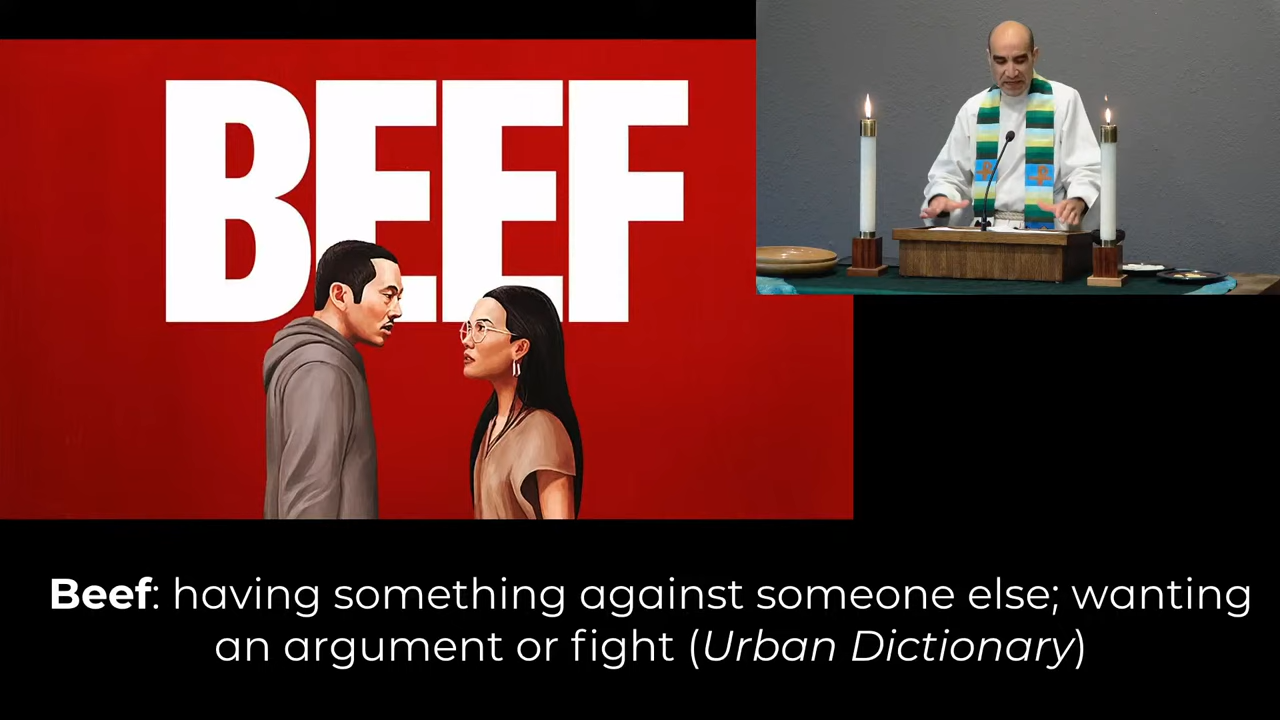 BEEF
Beef: having something against someone else; wanting
an argument or fight (Urban Dictionary)